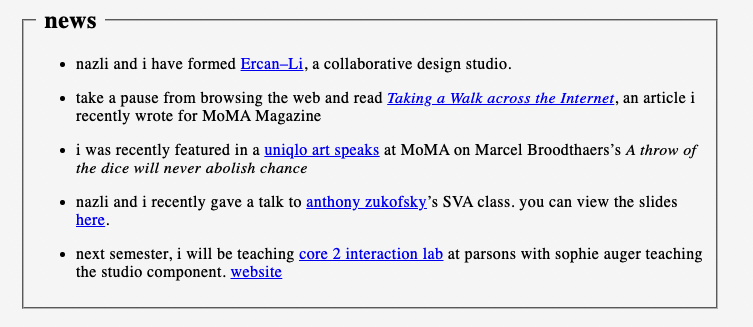 news
nazli and i have formed Ercan–Li, a collaborative design studio.
take a pause from browsing the web and read Taking a Walk across the Internet, an article i
recently wrote for MoMA Magazine
i was recently featured in a uniqlo art speaks at MoMA on Marcel Broodthaers’s A throw of
the dice will never abolish chance
nazli and i recently gave a talk to anthony zukofsky’s SVA class. you can view the slides
here.
next semester, i will be teaching core 2 interaction lab at parsons with sophie auger teaching
the studio component. website